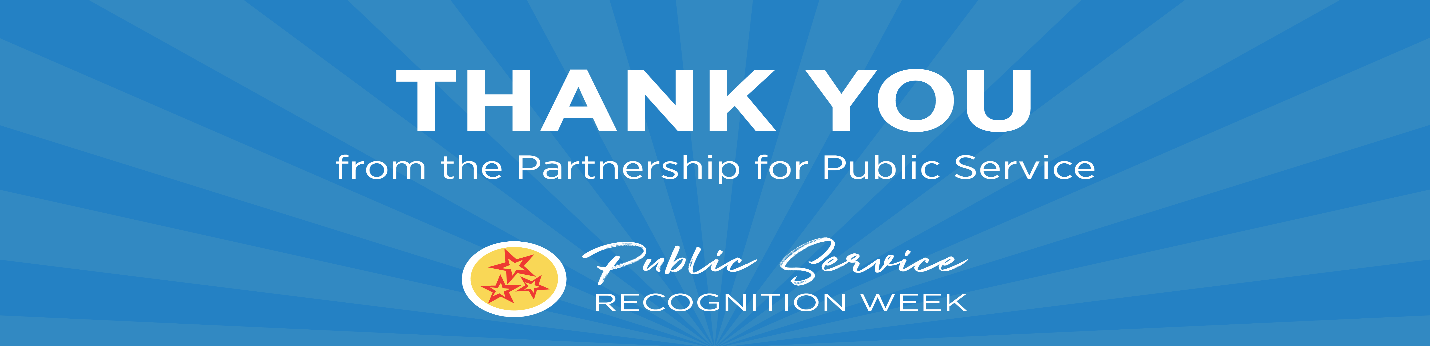 THANK YOU
from the Partnership for Public Service
Public Service
RECOGNITION WEEK